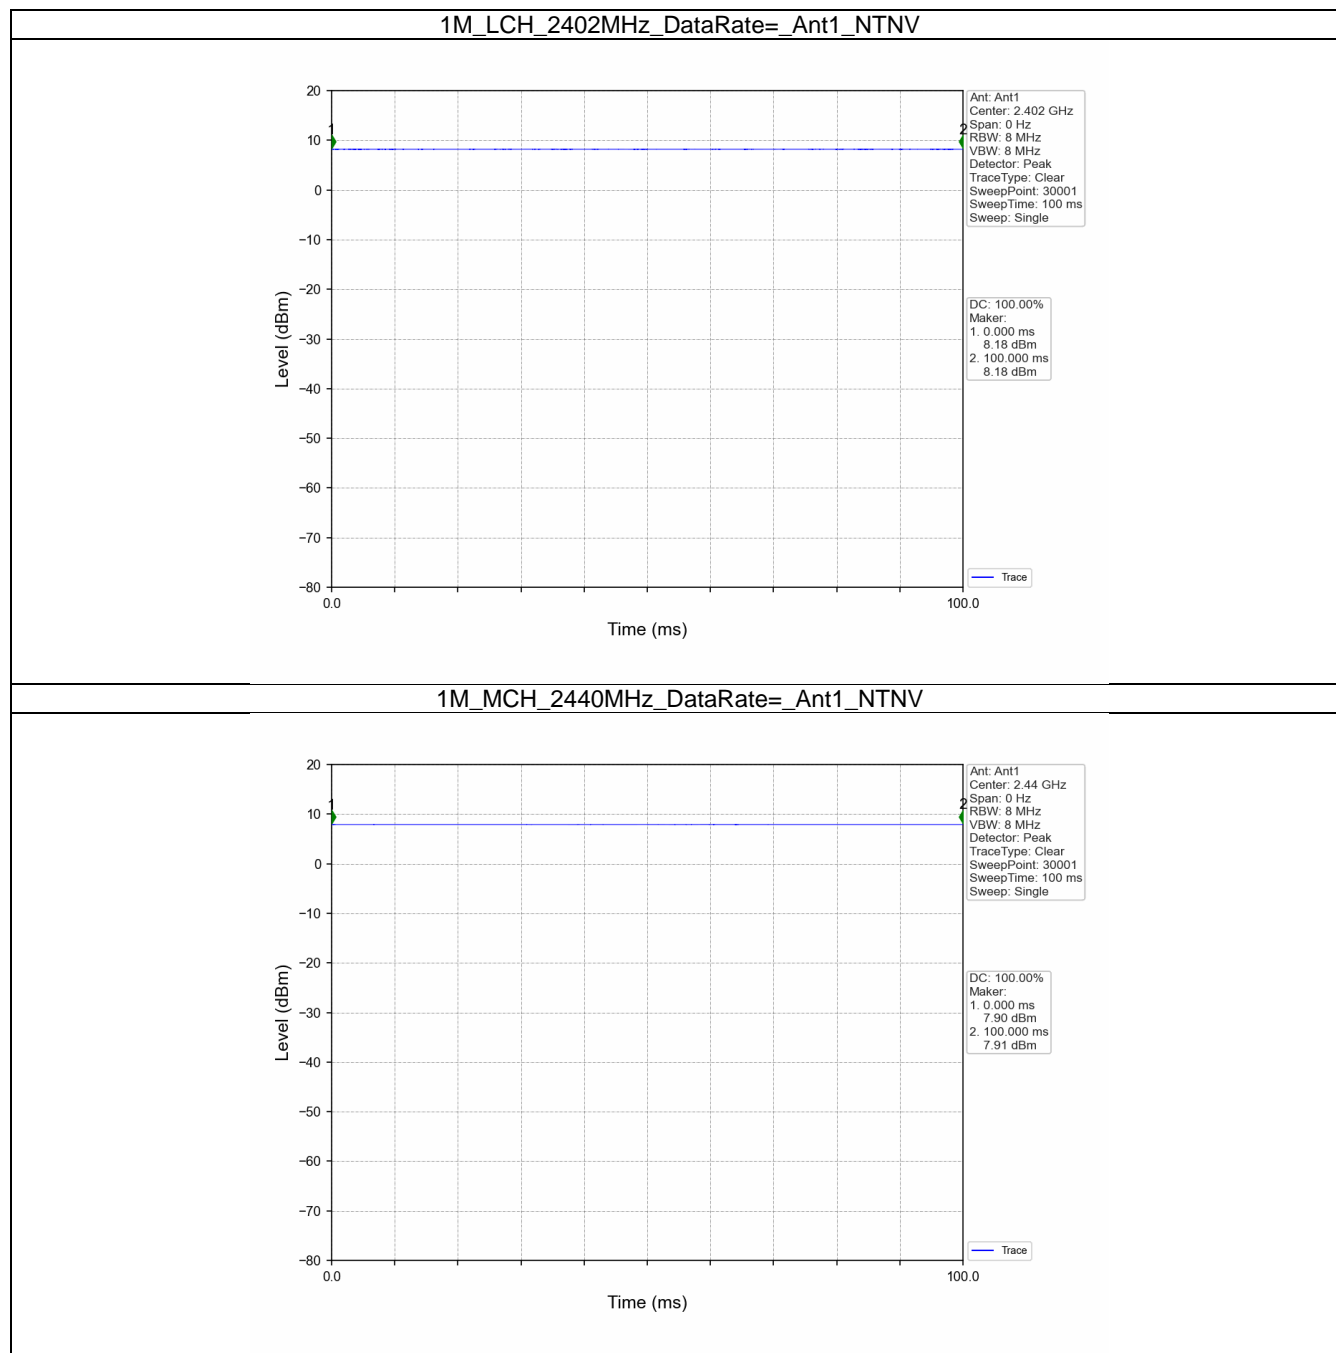 1M_LCH_2402MHz_DataRate=_Ant1_NTNV
20
10
0
−10
−20
−30
−40
−50
−60
−70
−80
Level (dBm)
1
2
0.0
100.0
Time (ms)
Ant: Ant1
Center: 2.402 GHz
Span: 0 Hz
RBW: 8 MHz
VBW: 8 MHz
Detector: Peak
TraceType: Clear
SweepPoint: 30001
SweepTime: 100 ms
Sweep: Single
DC: 100.00%
Maker:
1. 0.000 ms
8.18 dBm
2. 100.000 ms
8.18 dBm
Trace
1M_MCH_2440MHz_DataRate=_Ant1_NTNV
20
10
0
−10
−20
−30
−40
−50
−60
−70
−80
Level (dBm)
1
2
0.0
100.0
Time (ms)
Ant: Ant1
Center: 2.44 GHz
Span: 0 Hz
RBW: 8 MHz
VBW: 8 MHz
Detector: Peak
TraceType: Clear
SweepPoint: 30001
SweepTime: 100 ms
Sweep: Single
DC: 100.00%
Maker:
1. 0.000 ms
7.90 dBm
2. 100.000 ms
7.91 dBm
Trace